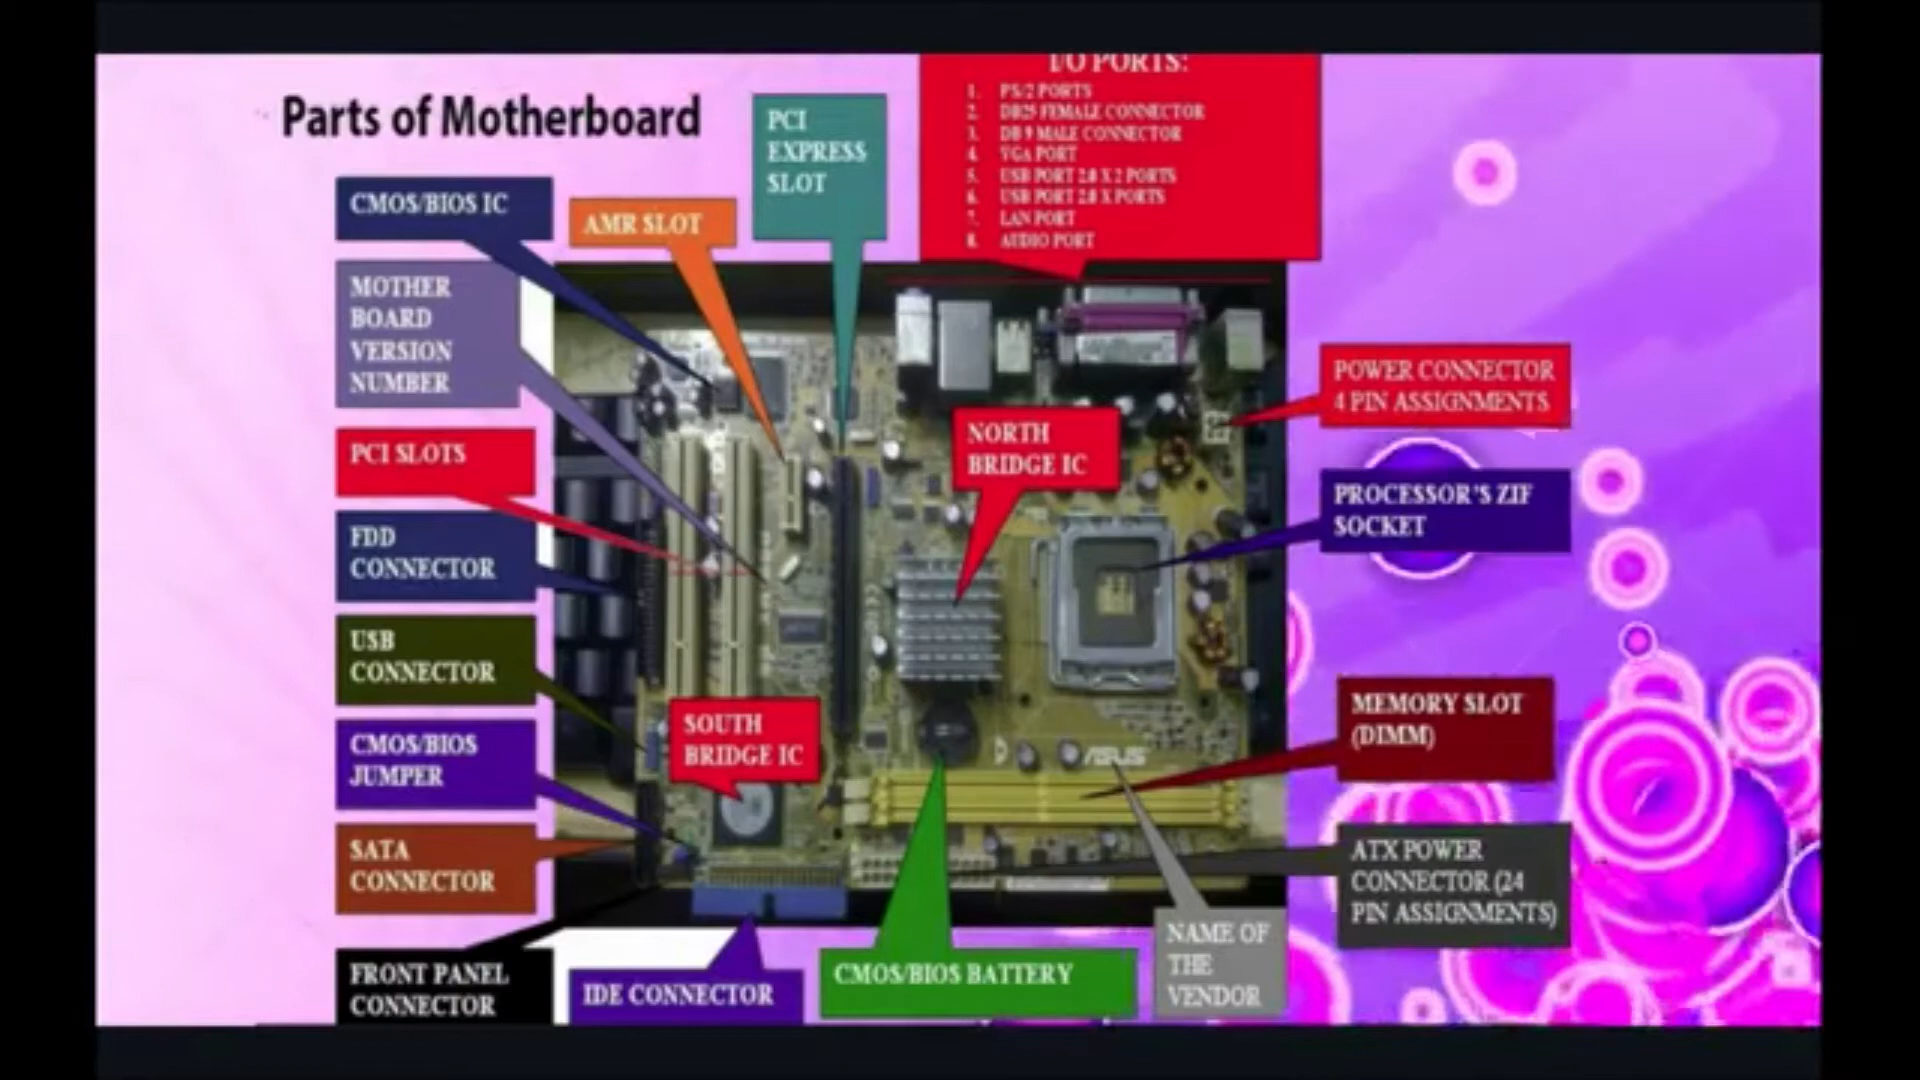 Parts of Motherboard
PCI
EXPRESS
SLOT
I/O PORTS:
1. PS/2 PORTS
2. DB25 FEMALE CONNECTOR
3. DB 9 MALE CONNECTOR
4. VGA PORT
5. USB PORT 2.0 X 2 PORTS
6. USB PORT 2.0 X PORTS
7. LAN PORT
8. AUDIO PORT
CMOS/BIOS IC
AMR SLOT
MOTHER
BOARD
VERSION
NUMBER
POWER CONNECTOR
4 PIN ASSIGNMENTS
NORTH
BRIDGE IC
PCI SLOTS
PROCESSOR'S ZIF
SOCKET
FDD
CONNECTOR
USB
CONNECTOR
SOUTH
BRIDGE IC
MEMORY SLOT
(DIMM)
CMOS/BIOS
JUMPER
ASUS
SATA
CONNECTOR
ATX POWER
CONNECTOR (24
PIN ASSIGNMENTS)
FRONT PANEL
CONNECTOR
IDE CONNECTOR
CMOS/BIOS BATTERY
NAME OF
THE
VENDOR